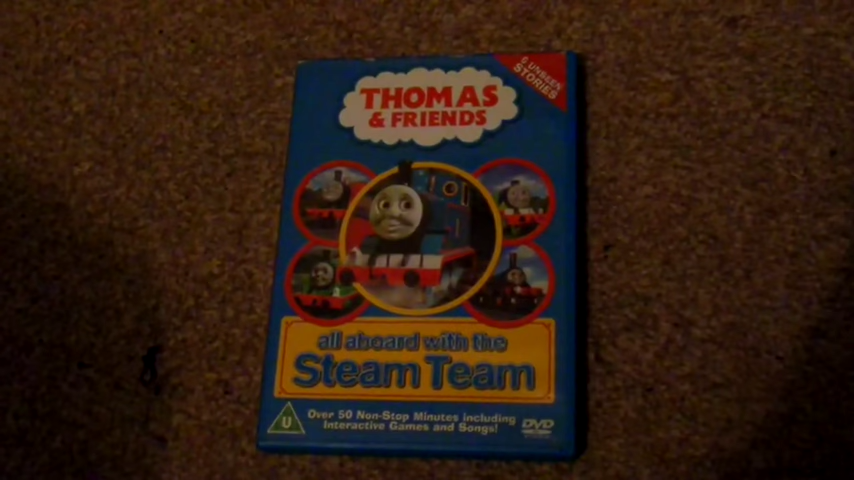 5 UNSEEN
STORIES
THOMAS
& FRIENDS
all aboard with the
Steam Team
U
Over 50 Non-Stop Minutes including
Interactive Games and Songs!
DVD